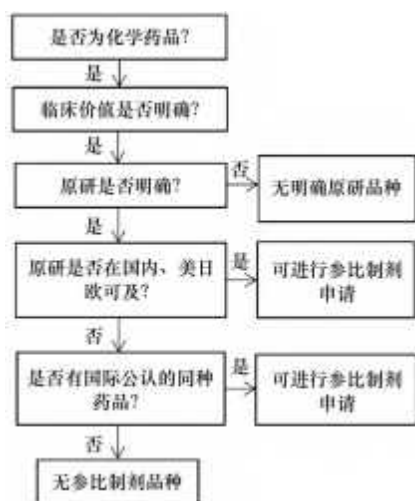 是否为化学药品?
是
临床价值是否明确?
是
原研是否明确?
否
无明确原研品种
是
原研是否在国内、美日
欧可及?
是
可进行参比制剂
申请
否
是否有国际公认的同种
药品?
是
可进行参比制剂
申请
否
无参比制剂品种